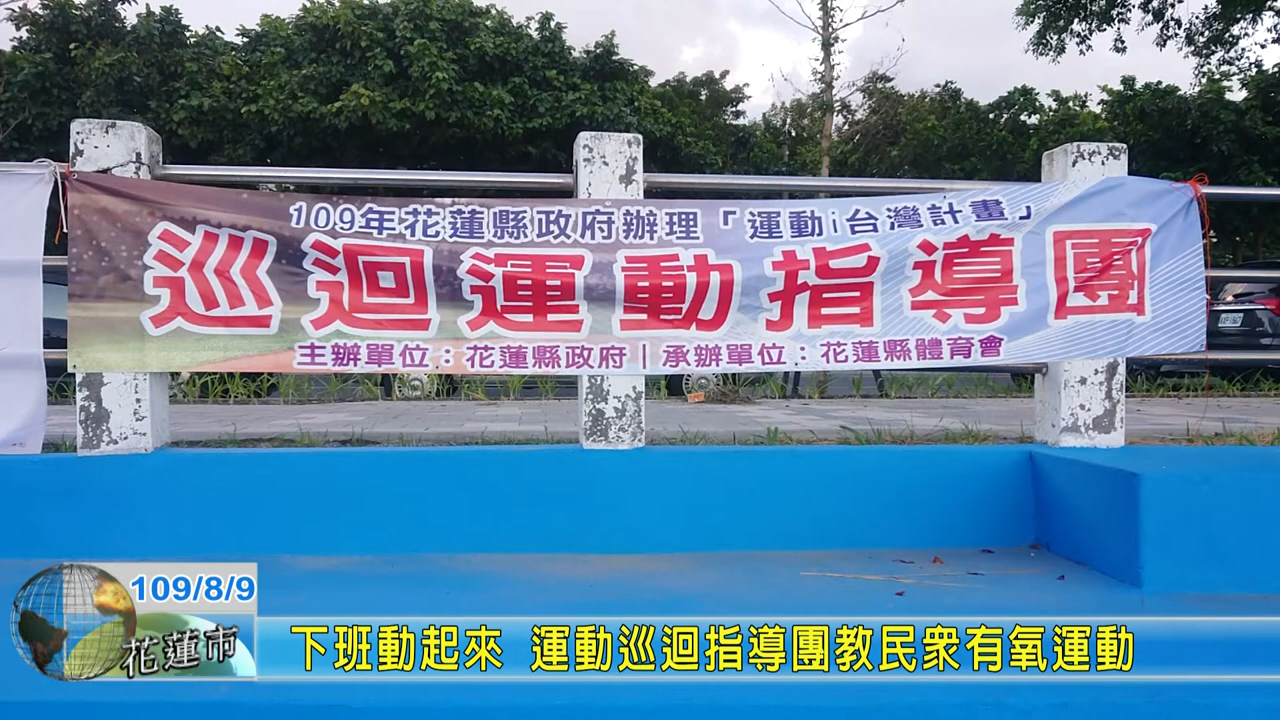 109年花蓮縣政府辦理「運動i台灣計畫」
巡迴運動指導團
主辦單位：花蓮縣政府｜承辦單位：花蓮縣體育會
109/8/9
花蓮市
下班動起來 運動巡迴指導團教民眾有氧運動